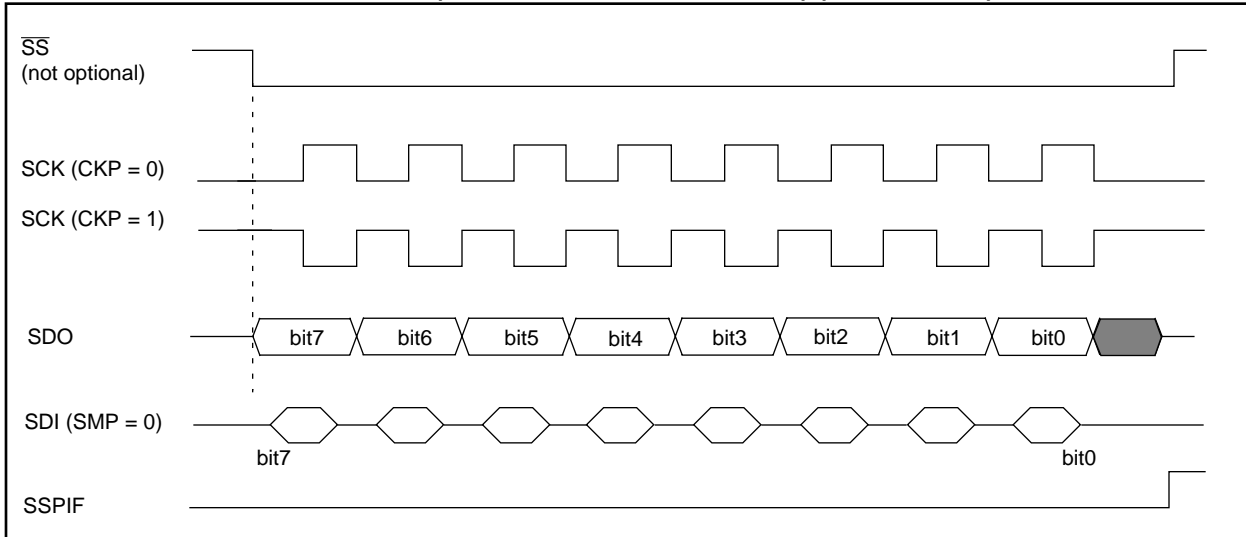 SS
(not optional)
SCK (CKP = 0)
SCK (CKP = 1)
SDO
bit7 bit6 bit5 bit4 bit3 bit2 bit1 bit0
SDI (SMP = 0)
bit7 bit0
SSPIF